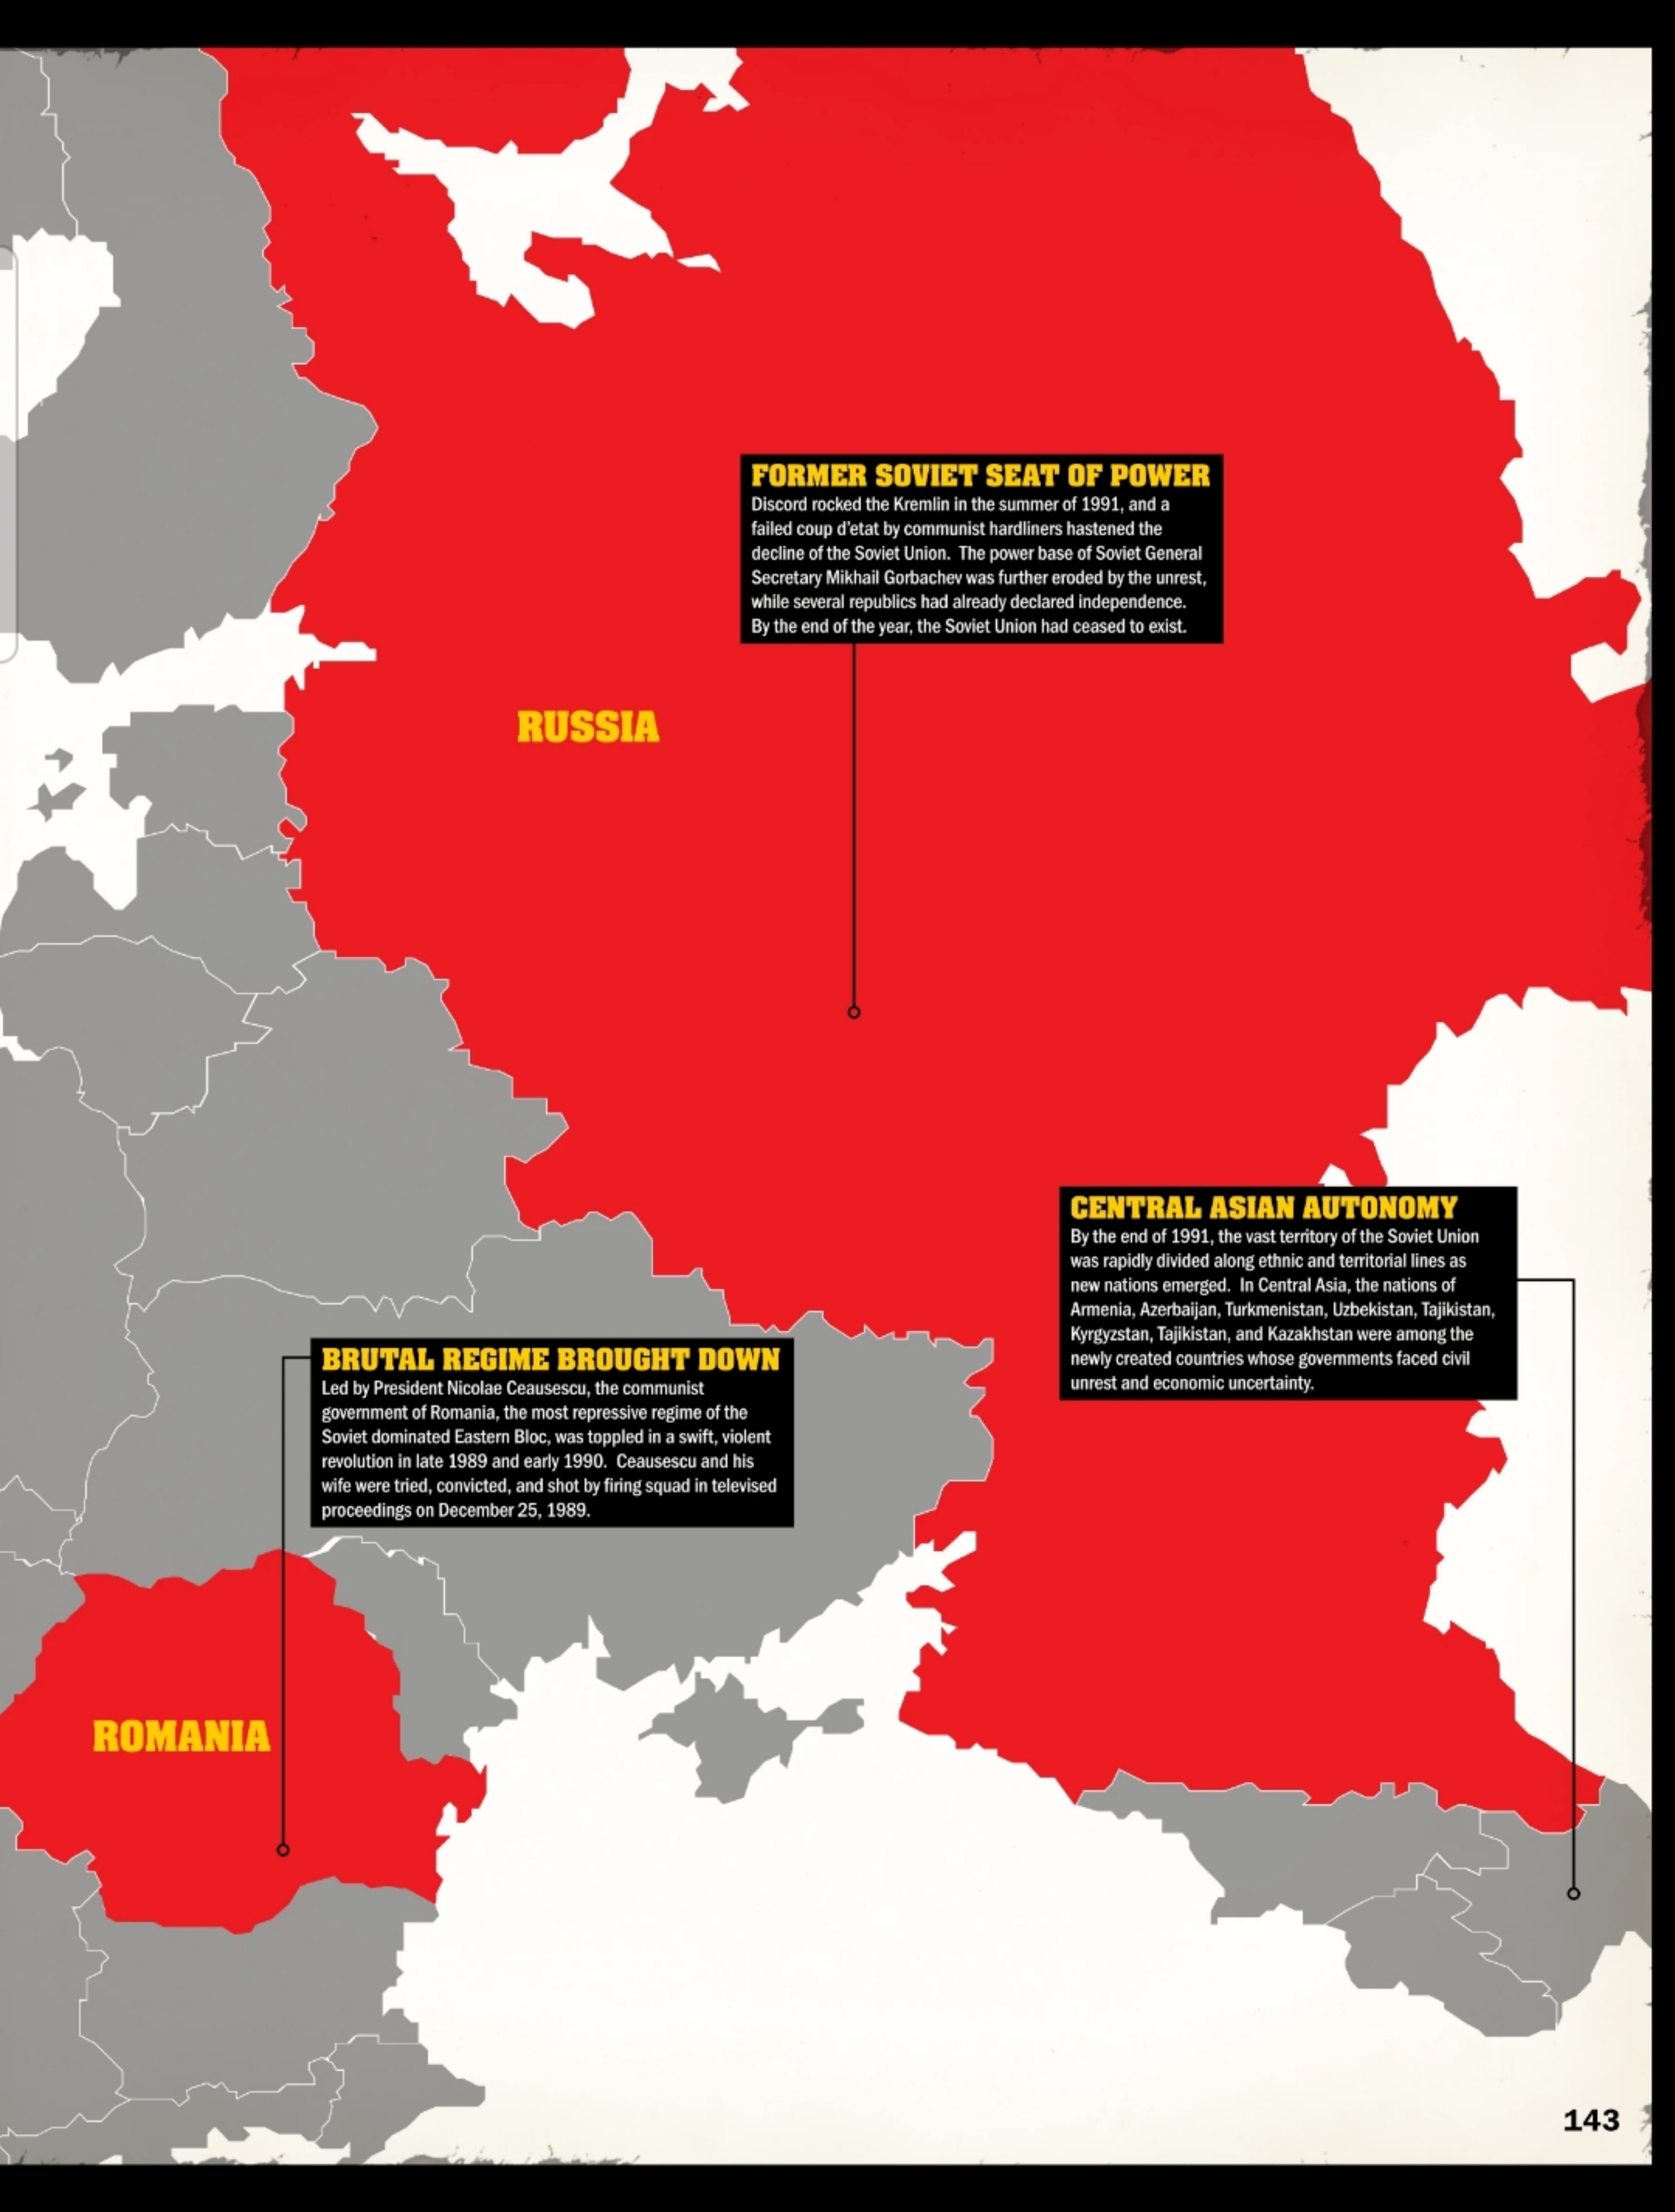 FORMER SOVIET SEAT OF POWER
Discord rocked the Kremlin in the summer of 1991, and a
failed coup d'etat by communist hardliners hastened the
decline of the Soviet Union.  The power base of Soviet General
Secretary Mikhail Gorbachev was further eroded by the unrest,
while several republics had already declared independence.
By the end of the year, the Soviet Union had ceased to exist.
RUSSIA
CENTRAL ASIAN AUTONOMY
By the end of 1991, the vast territory of the Soviet Union
was rapidly divided along ethnic and territorial lines as
new nations emerged.  In Central Asia, the nations of
Armenia, Azerbaijan, Turkmenistan, Uzbekistan, Tajikistan,
Kyrgyzstan, Tajikistan, and Kazakhstan were among the
newly created countries whose governments faced civil
unrest and economic uncertainty.
BRUTAL REGIME BROUGHT DOWN
Led by President Nicolae Ceausescu, the communist
government of Romania, the most repressive regime of the
Soviet dominated Eastern Bloc, was toppled in a swift, violent
revolution in late 1989 and early 1990.  Ceausescu and his
wife were tried, convicted, and shot by firing squad in televised
proceedings on December 25, 1989.
ROMANIA
143